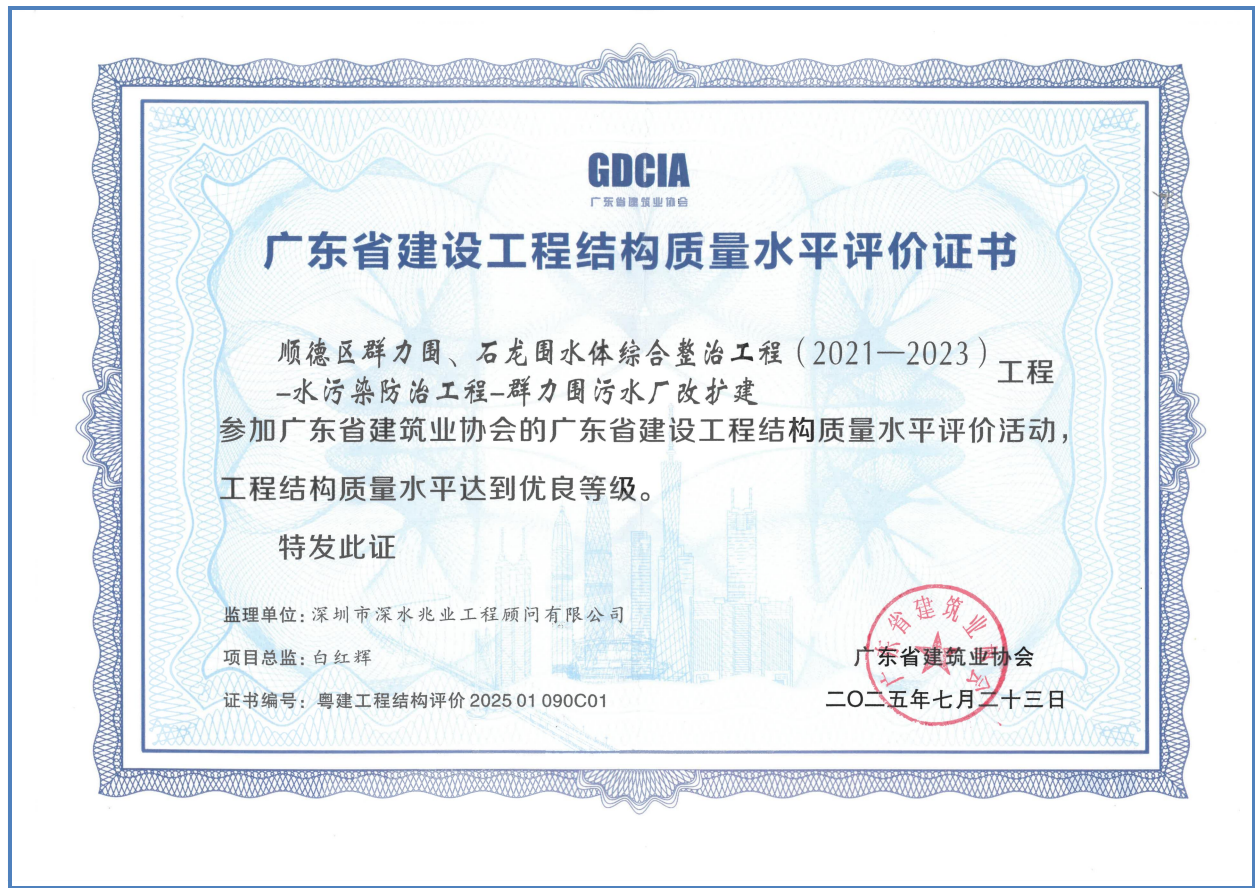 GDCIA
广东省建筑业协会
广东省建设工程结构质量水平评价证书
顺德区群力围、石龙围水体综合整治工程（2021—2023）
-水污染防治工程-群力围污水厂改扩建 工程
参加广东省建筑业协会的广东省建设工程结构质量水平评价活动，
工程结构质量水平达到优良等级。
特发此证
监理单位：深圳市深水兆业工程顾问有限公司
项目总监：白红辉
证书编号：粤建工程结构评价 2025 01 090C01
广东省建筑业协会
广东省建筑业协会
二〇二五年七月二十三日